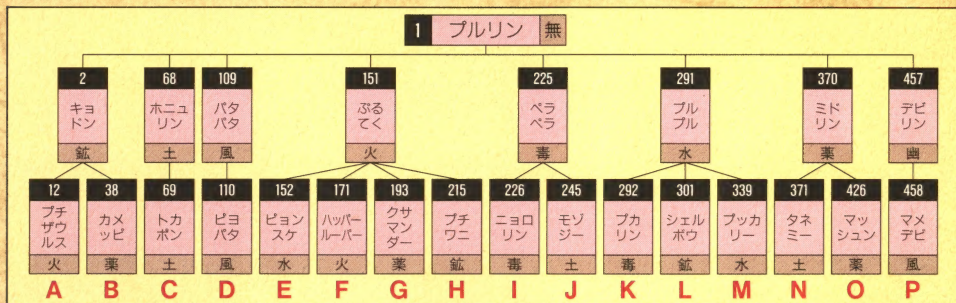 1 プルリン 無
2 68 109 151 225 291 370 457
キョ ホニュ パタ ぷる ペラ プル ミド デビ
ドン リン パタ てく ペラ プル リン リン
鉱 土 風 火 毒 水 薬 幽
12 38 69 110 152 171 193 215 226 245 292 301 339 371 426 458
プチ カメ トカ ピヨ ピョン ハッパー クサ プチ ニョロ モゾ プカ シェル プッカ タネ マッ マメ
ザウ ッピ ポン パタ スケ ルーパー マン ワニ リン ジー リン ボウ リー ミー シュン デビ
ルス ダー
火 薬 土 風 水 火 薬 鉱 毒 土 毒 鉱 水 土 薬 風
A B C D E F G H I J K L M N O P